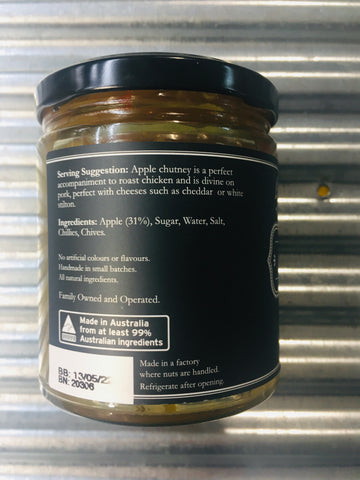 Serving Suggestion: Apple chutney is a perfect
accompaniment to roast chicken and is divine on
pork, perfect with cheeses such as cheddar or white
stilton.
Ingredients: Apple (31%), Sugar, Water, Salt,
Chillies, Chives.
No artificial colours or flavours.
Handmade in small batches.
All natural ingredients.
Family Owned and Operated.
Made in Australia
from at least 99%
Australian ingredients
Made in a factory
where nuts are handled.
Refrigerate after opening.
BB: 13/05/2
BN: 20306